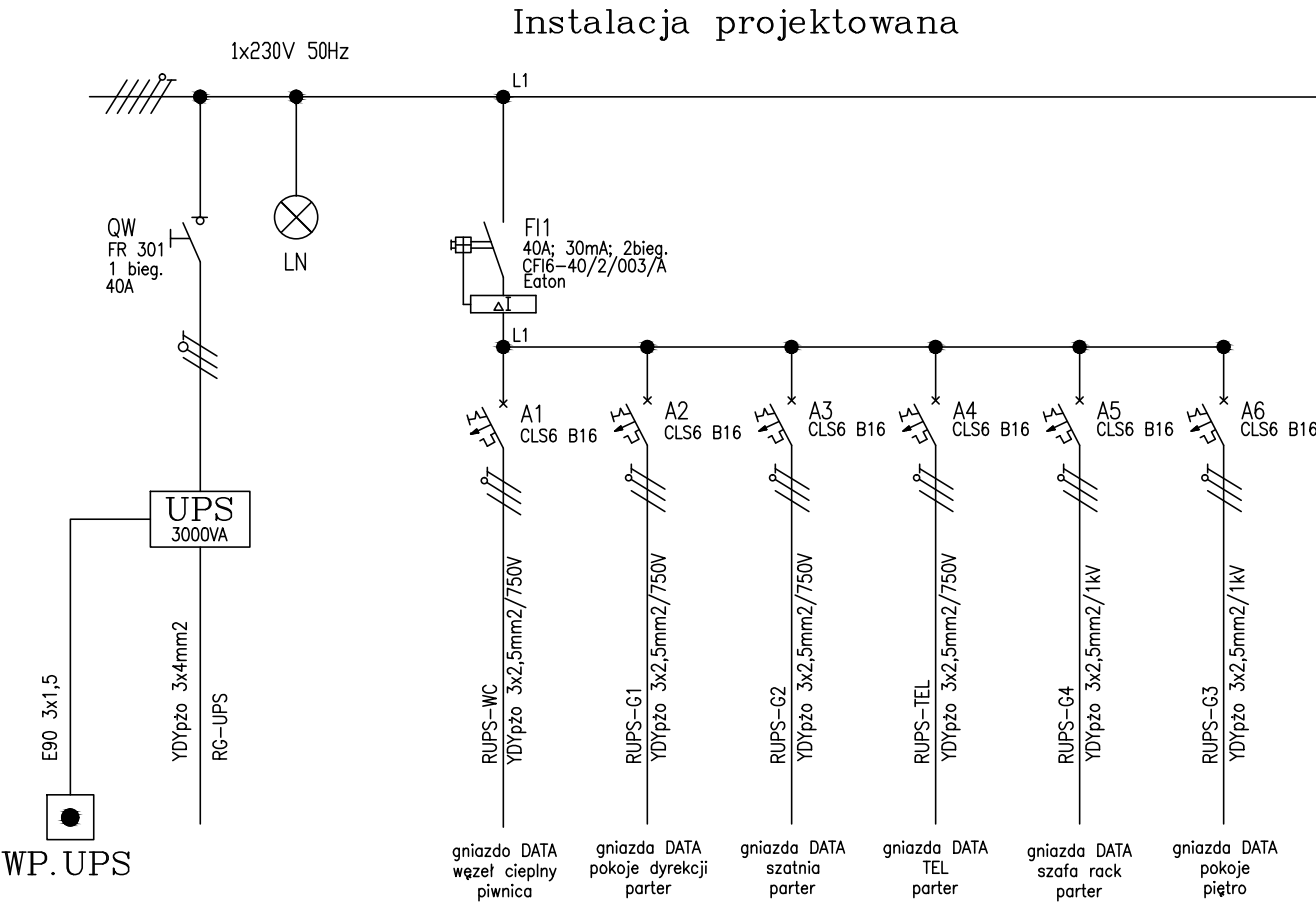 Instalacja projektowana
1x230V 50Hz
L1
QW
FR 301
1 bieg.
40A
LN
FI1
40A; 30mA; 2bieg.
CFI6-40/2/003/A
Eaton
ΔI
L1
A1
CLS6 B16
A2
CLS6 B16
A3
CLS6 B16
A4
CLS6 B16
A5
CLS6 B16
A6
CLS6 B16
UPS
3000VA
E90 3x1,5
YDYpżo 3x4mm2
RG-UPS
RUPS-WC
YDYpżo 3x2,5mm2/750V
RUPS-G1
YDYpżo 3x2,5mm2/750V
RUPS-G2
YDYpżo 3x2,5mm2/750V
RUPS-TEL
YDYpżo 3x2,5mm2/750V
RUPS-G4
YDYpżo 3x2,5mm2/1kV
RUPS-G3
YDYpżo 3x2,5mm2/1kV
WP.UPS
gniazdo DATA
węzeł cieplny
piwnica
gniazda DATA
pokoje dyrekcji
parter
gniazda DATA
szatnia
parter
gniazda DATA
TEL
parter
gniazda DATA
szafa rack
parter
gniazda DATA
pokoje
piętro